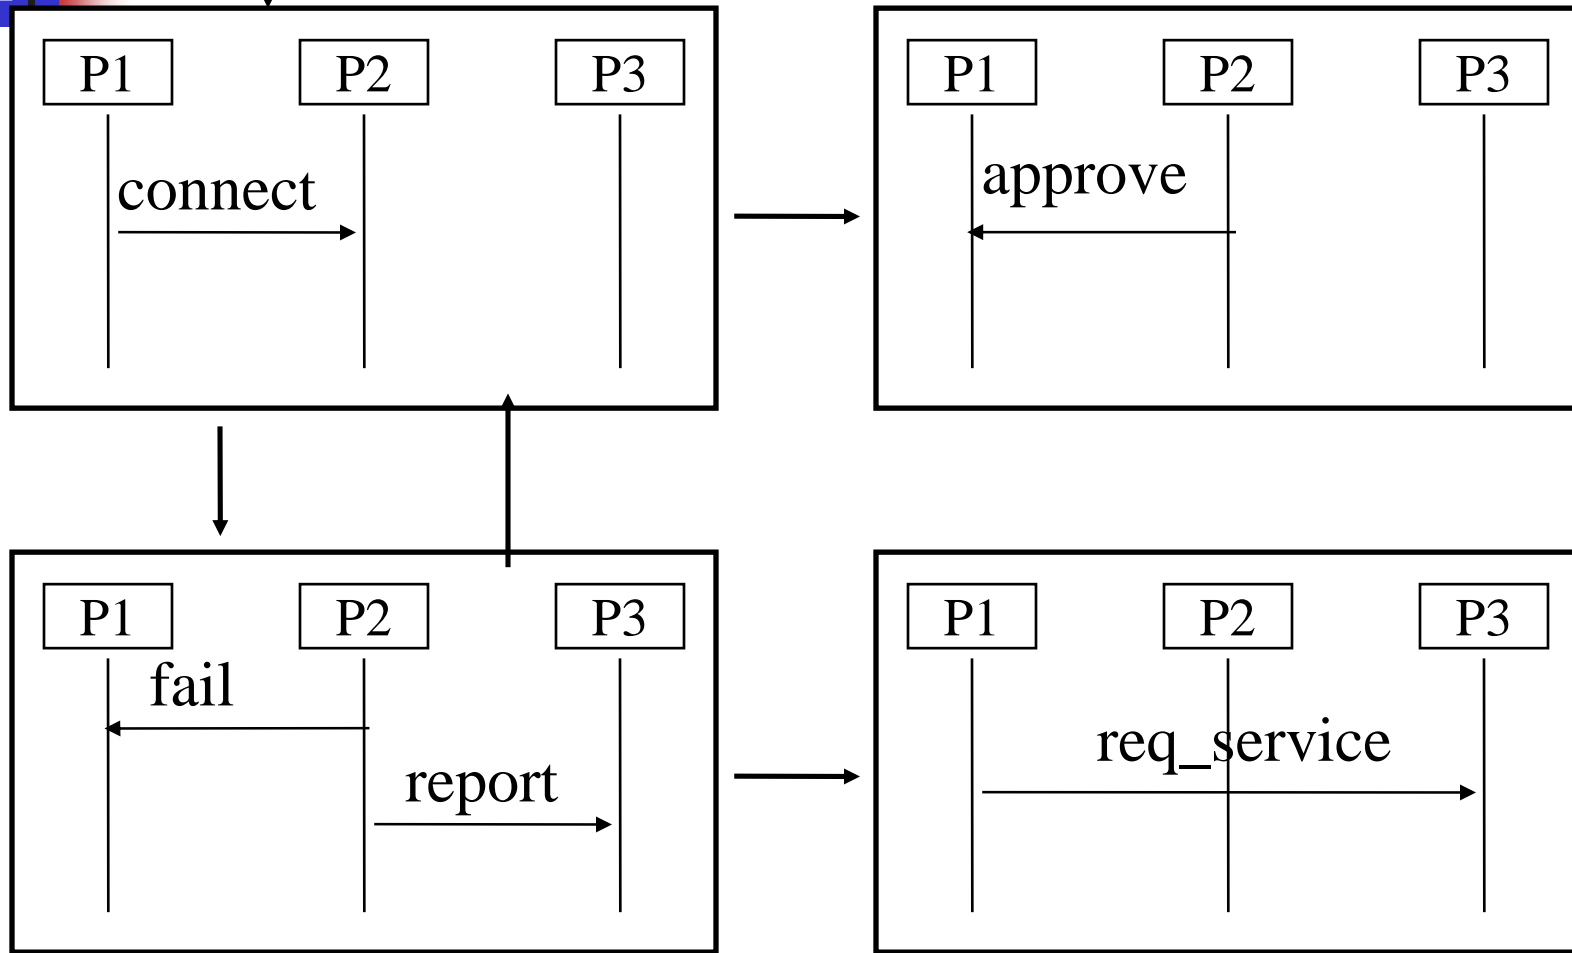 P1 P2 P3
connect
P1 P2 P3
approve
P1 P2 P3
fail
report
P1 P2 P3
req_service